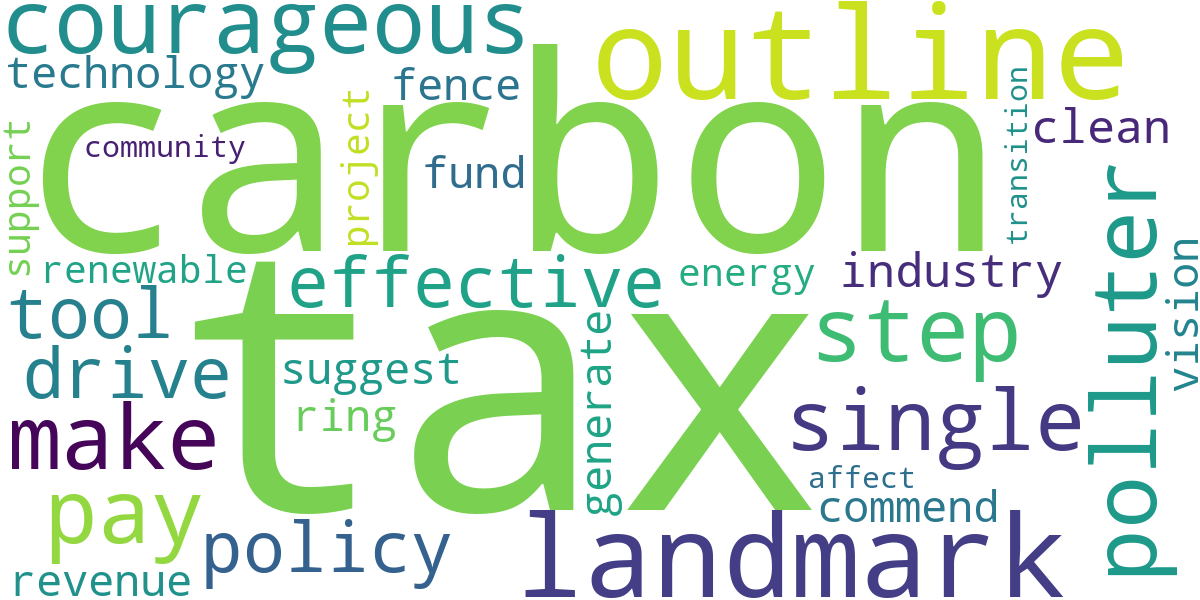 courageous
outline
technology
fence
carbon
transition
clean
community
project
support
fund
polluter
renewable
effective
energy
industry
vision
tool
tax
step
drive
suggest
generate
ring
single
make
affect
pay
commend
policy
landmark
revenue